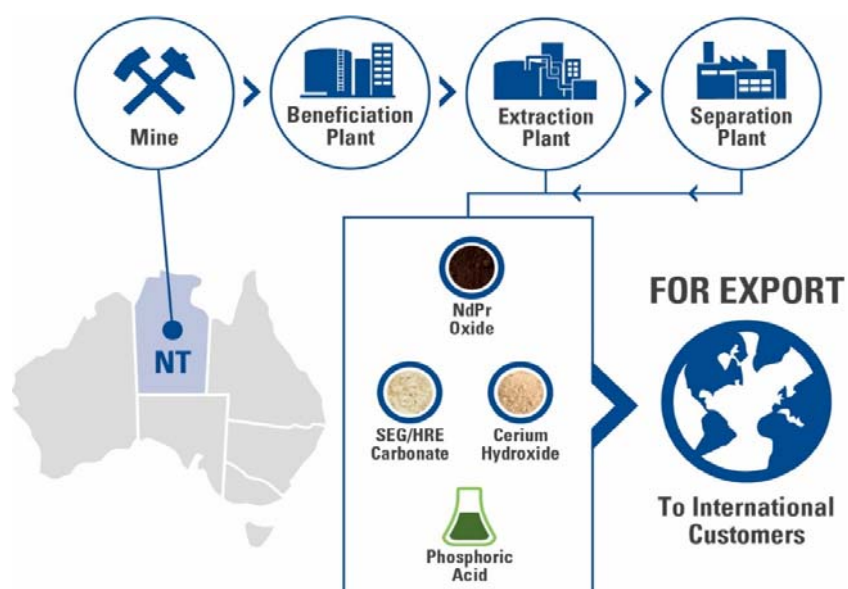 Mine
Beneficiation
Plant
Extraction
Plant
Separation
Plant
NT
NdPr
Oxide
SEG/HRE
Carbonate
Cerium
Hydroxide
Phosphoric
Acid
FOR EXPORT
To International
Customers